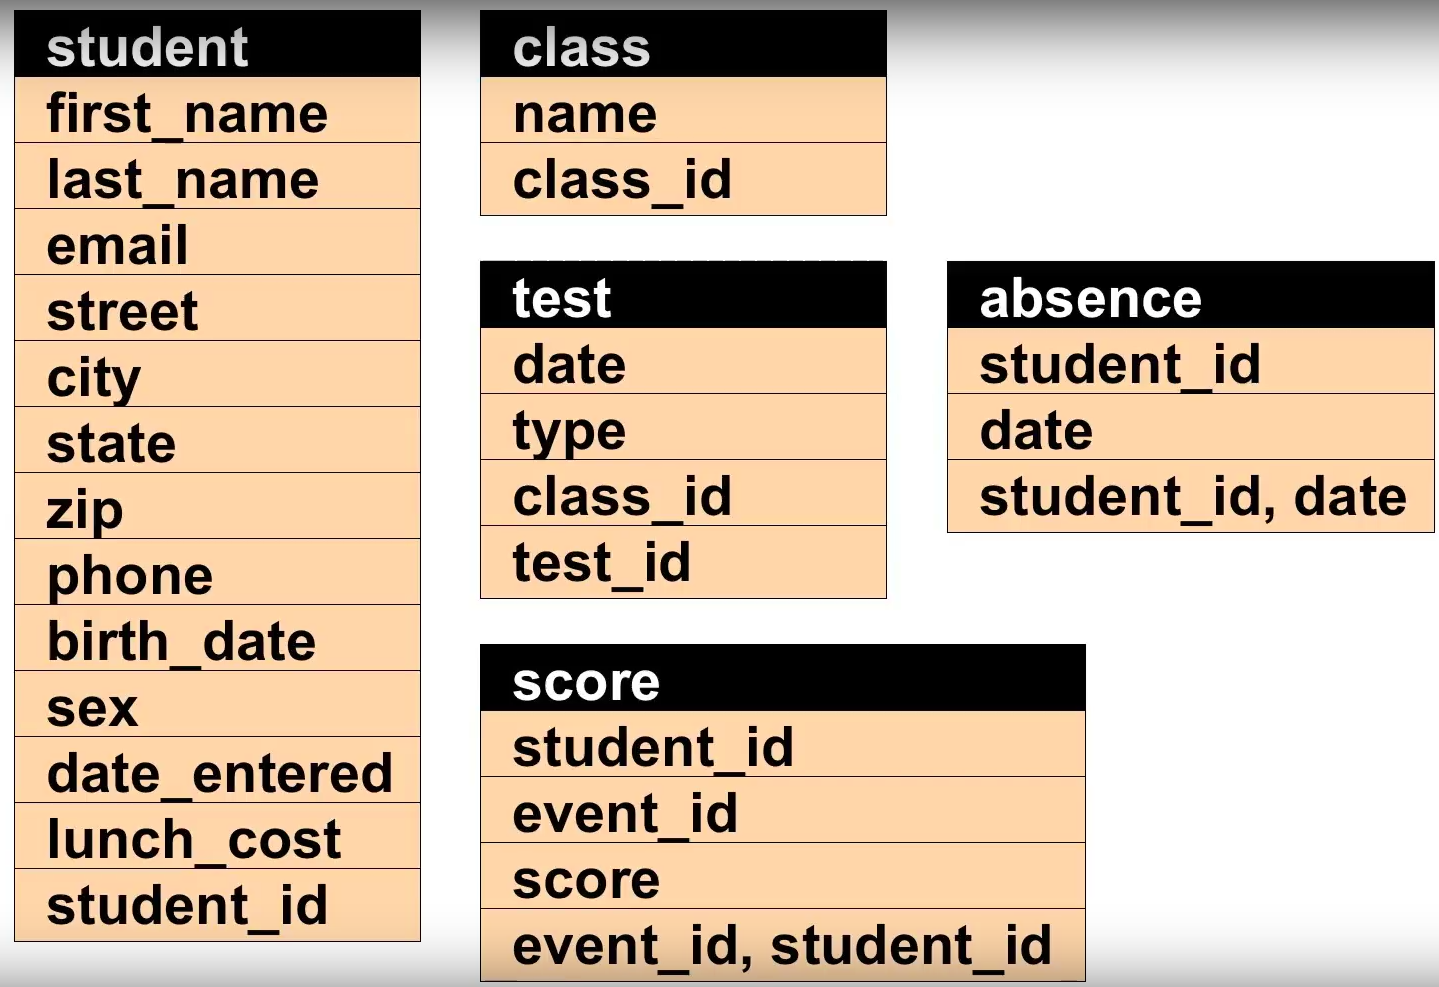 student
first_name
last_name
email
street
city
state
zip
phone
birth_date
sex
date_entered
lunch_cost
student_id
class
name
class_id
test
date
type
class_id
test_id
absence
student_id
date
student_id, date
score
student_id
event_id
score
event_id, student_id